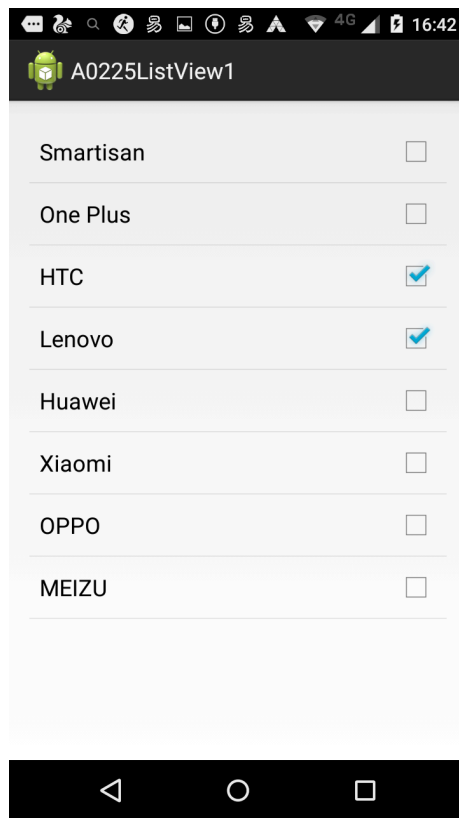 4G 16:42
A0225ListView1
Smartisan
One Plus
HTC
Lenovo
Huawei
Xiaomi
OPPO
MEIZU